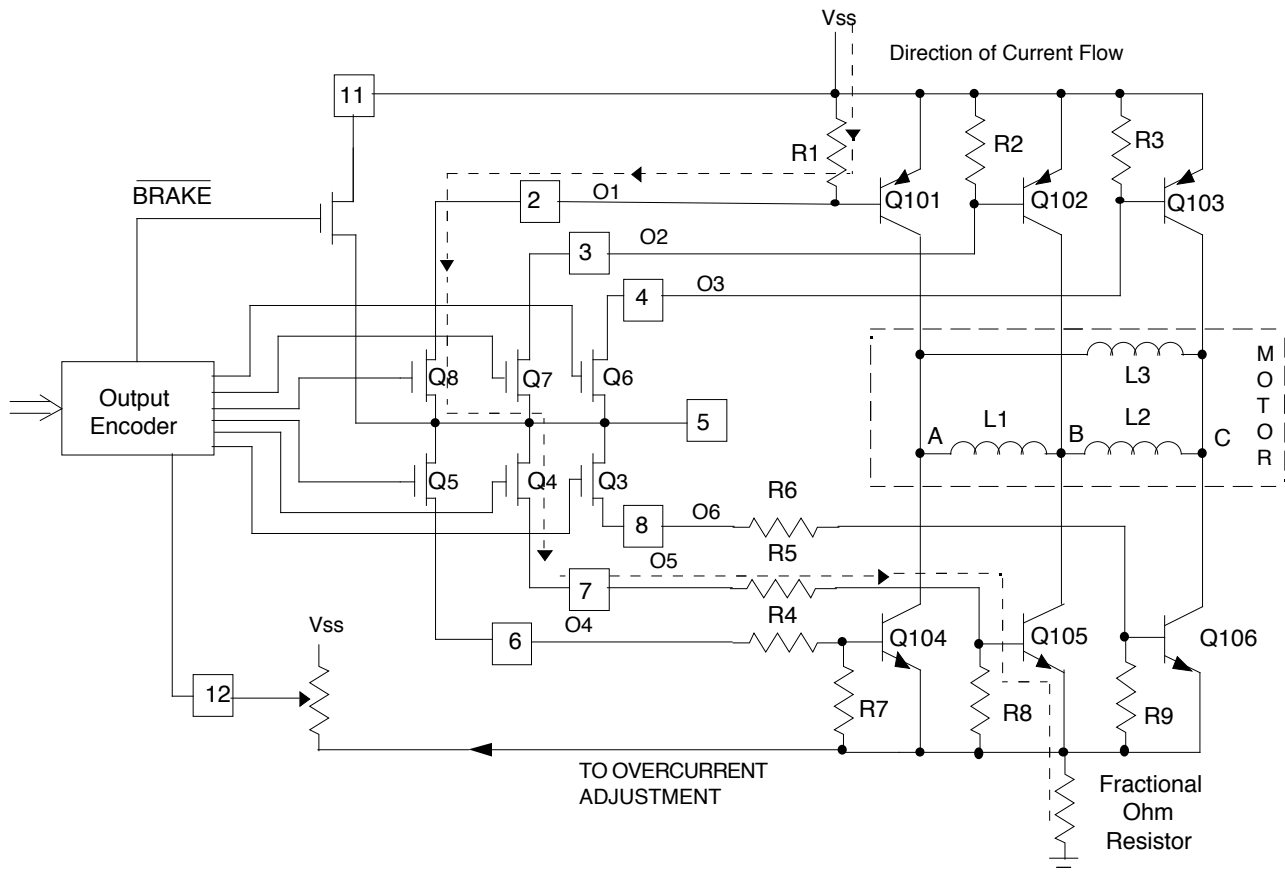 Vss
Direction of Current Flow
11
R1
R2
R3
BRAKE
2
O1
Q101
Q102
Q103
3
O2
4
O3
Output
Encoder
Q8
Q7
Q6
5
L3
L1
L2
A
B
C
M
O
T
O
R
Q5
Q4
Q3
8
O6
R6
O5
R5
7
R4
O4
6
Vss
Q104
Q105
Q106
12
R7
R8
R9
TO OVERCURRENT
ADJUSTMENT
Fractional
Ohm
Resistor